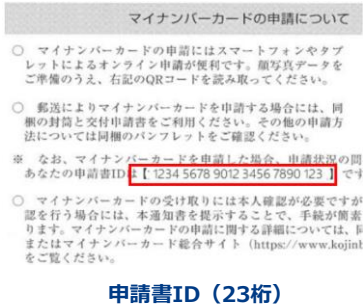 マイナンバーカードの申請について
○ マイナンバーカードの申請にはスマートフォンやタブ
レットによるオンライン申請が便利です。顔写真データを
ご準備のうえ、右記のQRコードを読み取ってください。
○ 郵送によりマイナンバーカードを申請する場合には、同
梱の封筒と交付申請書をご利用ください。その他の申請方
法については同梱のパンフレットをご確認ください。
※ なお、マイナンバーカードを申請した場合、申請状況の問
あなたの申請書IDは【 1234 5678 9012 3456 7890 123 】です
○ マイナンバーカードの受け取りには本人確認が必要ですが
認を行う場合には、本通知書を提示することで、手続が簡素
ります。マイナンバーカードの申請に関する詳細については、同
またはマイナンバーカード総合サイト(https://www.kojinb
をご覧ください。
申請書ID(23桁)